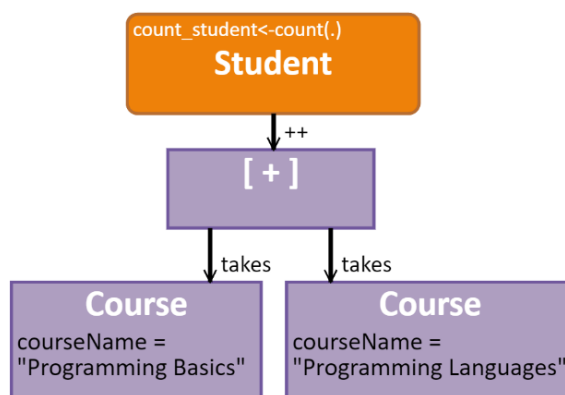 count_student<-count(.)
Student
++
[ + ]
takes
takes
Course
courseName =
"Programming Basics"
Course
courseName =
"Programming Languages"